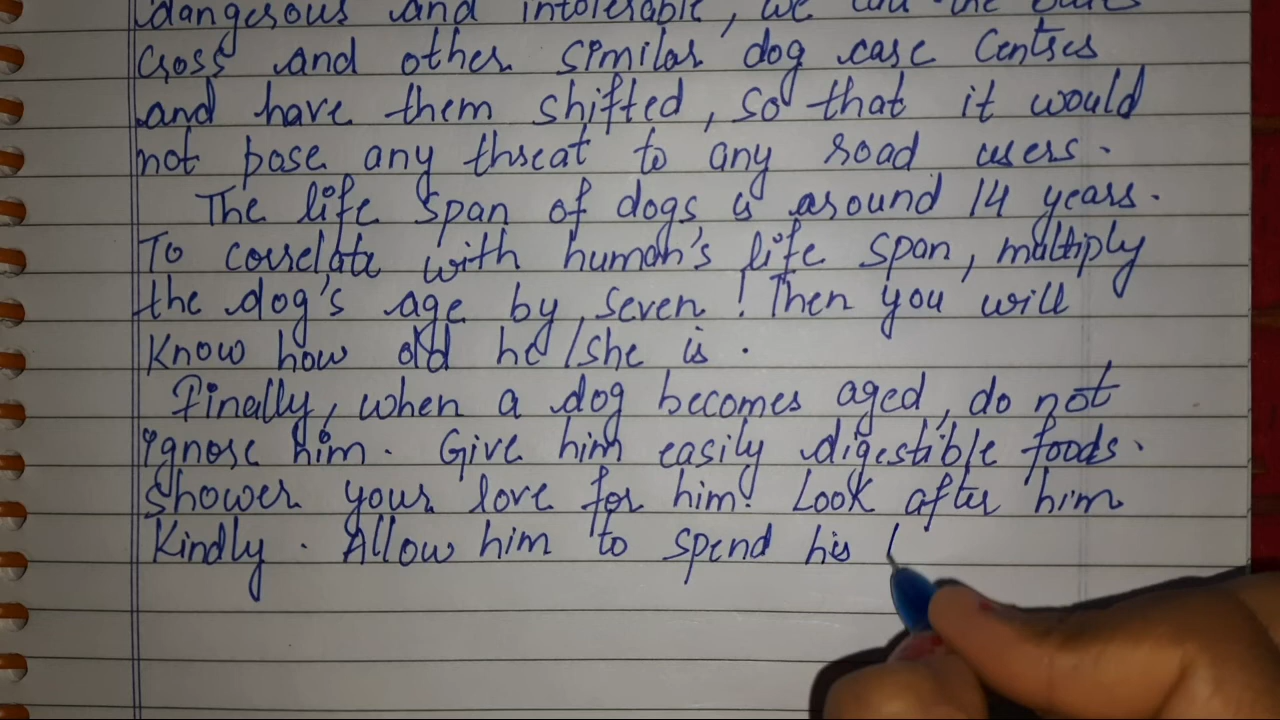 dangerous and intolerable, we call the Blue
Cross and other similar dog care Centres
and have them shifted, so that it would
not pose any threat to any road users.
The life span of dogs is around 14 years.
To correlate with human's life span, multiply
the dog's age by seven! Then you will
Know how old he/she is.
Finally, when a dog becomes aged, do not
ignore him. Give him easily digestible foods.
Shower your love for him! Look after him
Kindly. Allow him to spend his